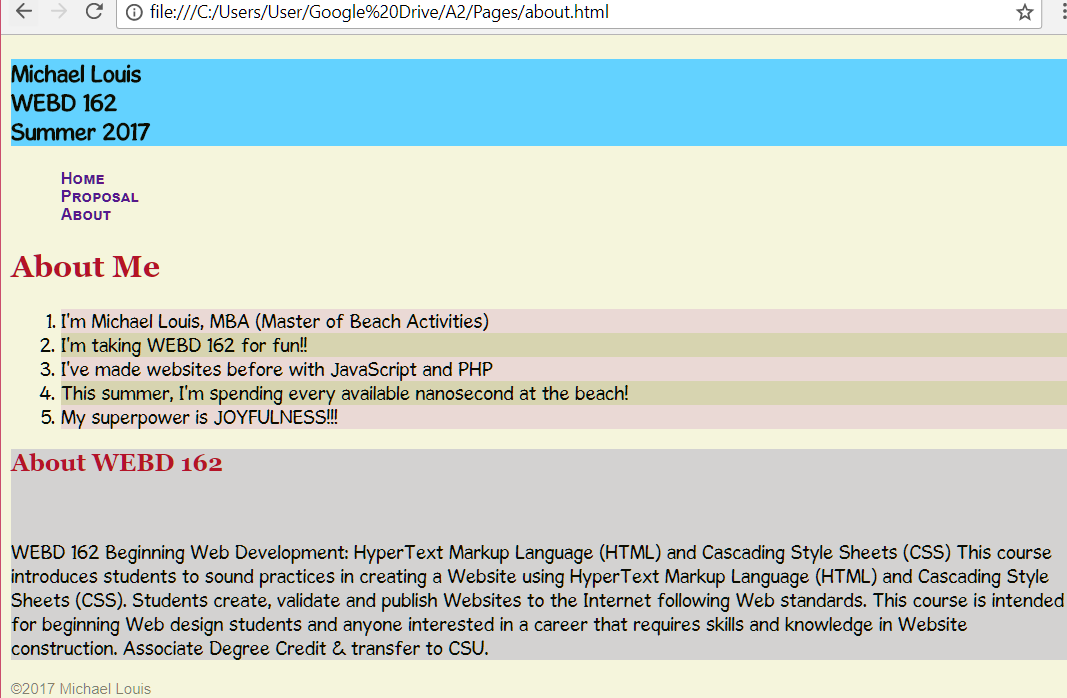 file:///C:/Users/User/Google%20Drive/A2/Pages/about.html
Michael Louis
WEBD 162
Summer 2017
Home
Proposal
About
About Me
1. I'm Michael Louis, MBA (Master of Beach Activities)
2. I'm taking WEBD 162 for fun!!
3. I've made websites before with JavaScript and PHP
4. This summer, I'm spending every available nanosecond at the beach!
5. My superpower is JOYFULNESS!!!
About WEBD 162
WEBD 162 Beginning Web Development: HyperText Markup Language (HTML) and Cascading Style Sheets (CSS) This course
introduces students to sound practices in creating a Website using HyperText Markup Language (HTML) and Cascading Style
Sheets (CSS). Students create, validate and publish Websites to the Internet following Web standards. This course is intended
for beginning Web design students and anyone interested in a career that requires skills and knowledge in Website
construction. Associate Degree Credit & transfer to CSU.
©2017 Michael Louis